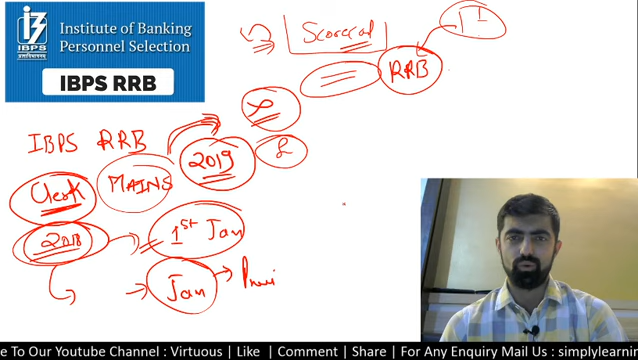 Institute of Banking
Personnel Selection
IBPS
IBPS RRB
Scorecard
RRB
IBPS RRB
Clerk MAINS 2019
2018
1st Jan
Jan
e To Our Youtube Channel : Virtuous | Like | Comment | Share | For Any Enquiry Mail Us : simplylearnin